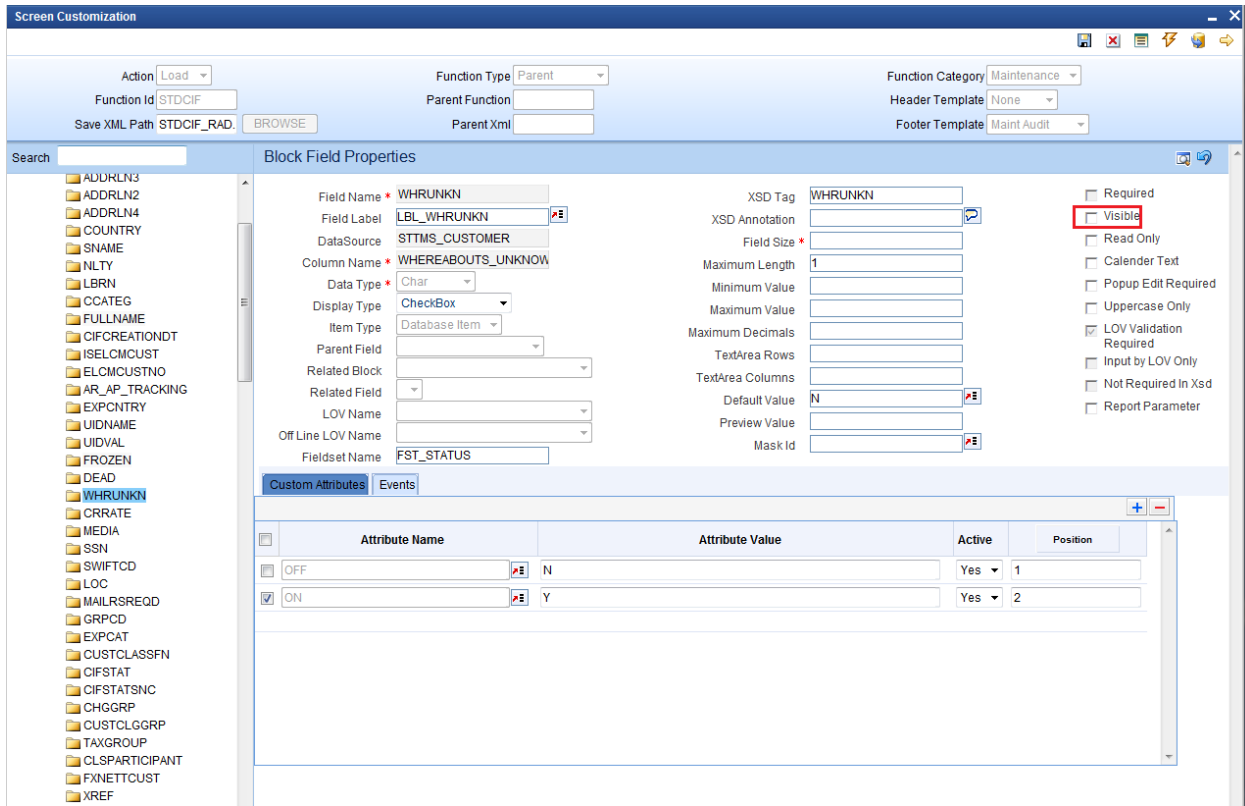 Screen Customization
Action Load
Function Type Parent
Function Category Maintenance
Function Id STDCIF
Parent Function
Header Template None
Save XML Path STDCIF_RAD. BROWSE
Parent Xml
Footer Template Maint Audit
Search
Block Field Properties
ADDRLN3
ADDRLN2
ADDRLN4
COUNTRY
SNAME
NLTY
LBRN
CCATEG
FULLNAME
CIFCREATIONDT
ISELCMCUST
ELCMCUSTNO
AR_AP_TRACKING
EXPCNTRY
UIDNAME
UIDVAL
FROZEN
DEAD
WHRUNKN
CRRATE
MEDIA
SSN
SWIFTCD
LOC
MAILRSREQD
GRPCD
EXPCAT
CUSTCLASSFN
CIFSTAT
CIFSTATSNC
CHGGRP
CUSTCLGGRP
TAXGROUP
CLSPARTICIPANT
FXNETTCUST
XREF
Field Name * WHRUNKN
Field Label LBL_WHRUNKN
DataSource STTMS_CUSTOMER
Column Name * WHEREABOUTS_UNKNOW
Data Type * Char
Display Type CheckBox
Item Type Database Item
Parent Field
Related Block
Related Field
LOV Name
Off Line LOV Name
Fieldset Name FST_STATUS
XSD Tag WHRUNKN
XSD Annotation
Field Size *
Maximum Length 1
Minimum Value
Maximum Value
Maximum Decimals
TextArea Rows
TextArea Columns
Default Value N
Preview Value
Mask Id
Required
Visible
Read Only
Calender Text
Popup Edit Required
Uppercase Only
LOV Validation
Required
Input by LOV Only
Not Required In Xsd
Report Parameter
Custom Attributes Events
Attribute Name Attribute Value Active Position
OFF N Yes 1
ON Y Yes 2